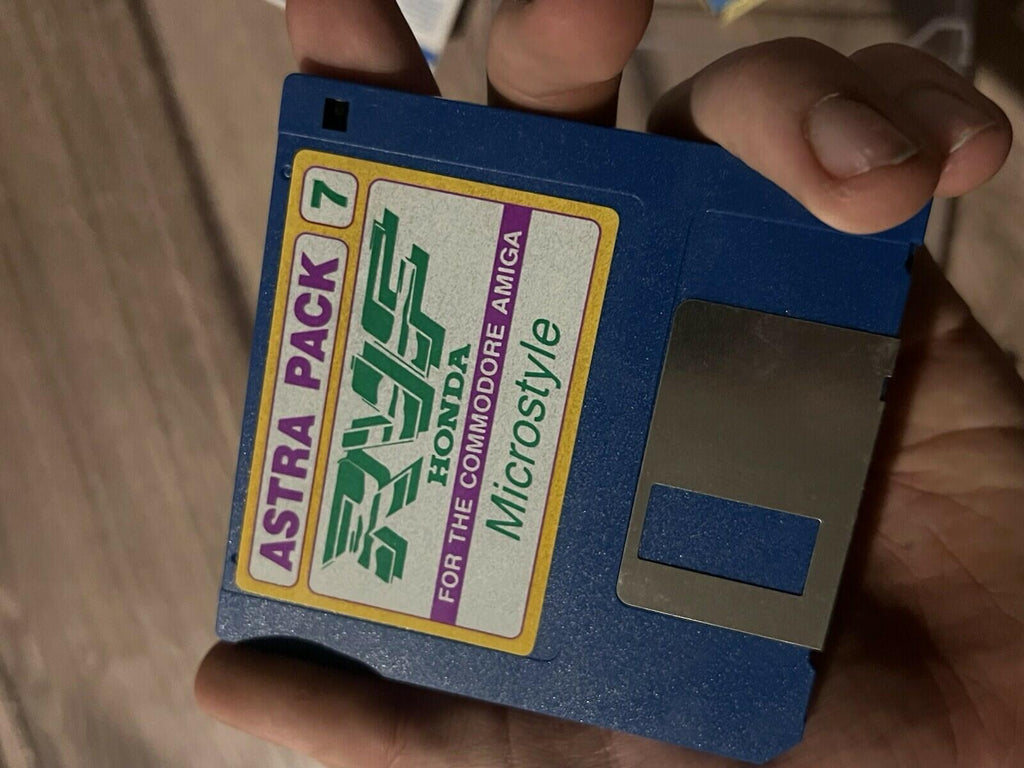 ASTRA PACK 7
RVF
HONDA
FOR THE COMMODORE AMIGA
Microstyle